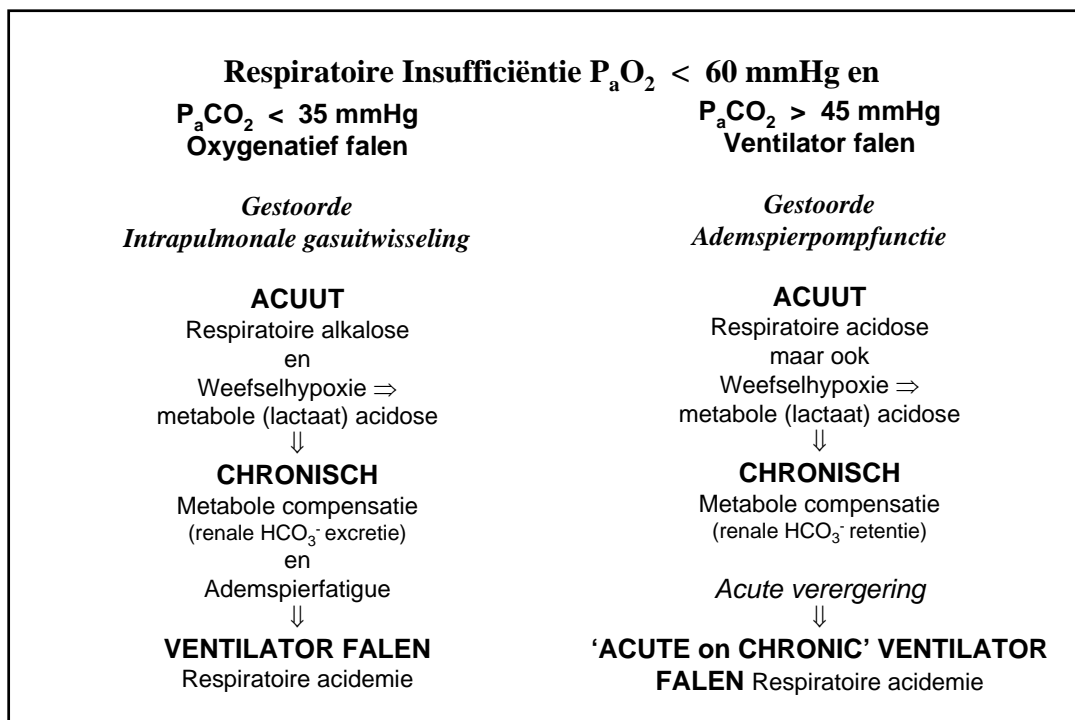 Respiratoire Insufficiëntie PaO2 < 60 mmHg en
PaCO2 < 35 mmHg
Oxygenatief falen
Gestoorde
Intrapulmonale gasuitwisseling
ACUUT
Respiratoire alkalose
en
Weefselhypoxie ⇒
metabole (lactaat) acidose
⇓
CHRONISCH
Metabole compensatie
(renale HCO3- excretie)
en
Ademspierfatigue
⇓
VENTILATOR FALEN
Respiratoire acidemie
PaCO2 > 45 mmHg
Ventilator falen
Gestoorde
Ademspierpompfunctie
ACUUT
Respiratoire acidose
maar ook
Weefselhypoxie ⇒
metabole (lactaat) acidose
⇓
CHRONISCH
Metabole compensatie
(renale HCO3- retentie)
Acute verergering
⇓
‘ACUTE on CHRONIC’ VENTILATOR
FALEN Respiratoire acidemie